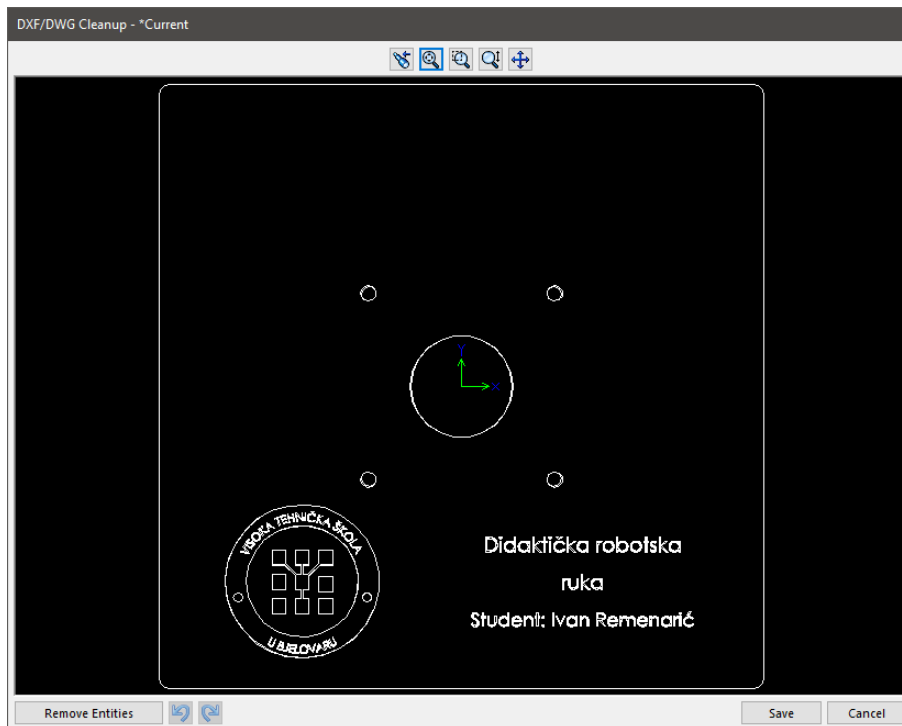 DXF/DWG Cleanup - *Current
Y
X
VISOKA TEHNIČKA ŠKOLA
U BJELOVARU
Didaktička robotska
ruka
Student: Ivan Remenarić
Remove Entities
Save
Cancel